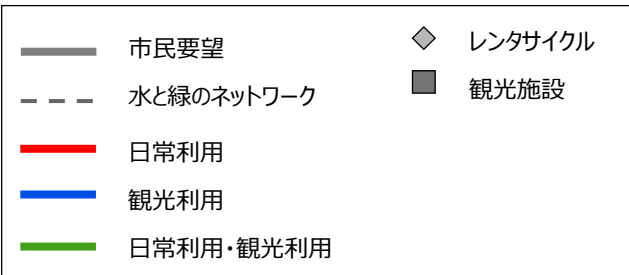 市民要望
水と緑のネットワーク
日常利用
観光利用
日常利用・観光利用
レンタサイクル
観光施設